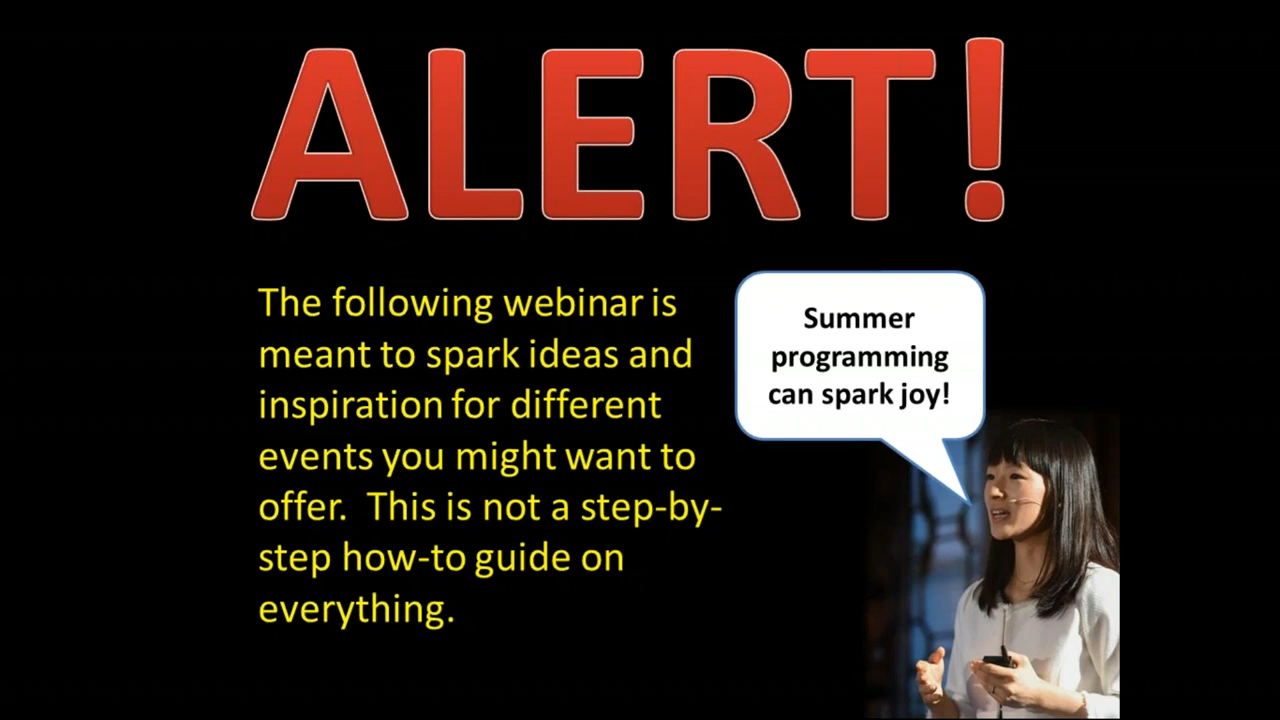 ALERT!
The following webinar is
meant to spark ideas and
inspiration for different
events you might want to
offer.  This is not a step-by-
step how-to guide on
everything.
Summer
programming
can spark joy!